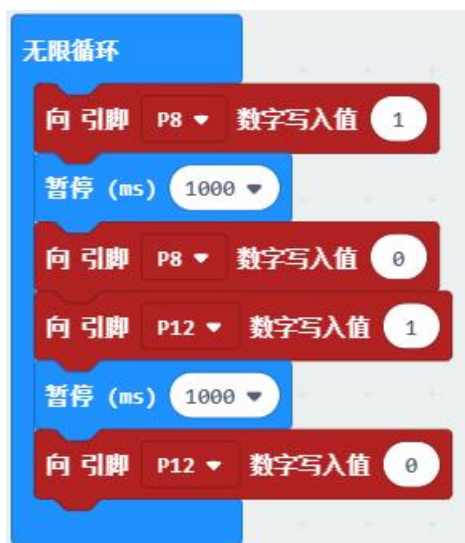 无限循环
向 引脚 P8 数字写入值 1
暂停 (ms) 1000
向 引脚 P8 数字写入值 0
向 引脚 P12 数字写入值 1
暂停 (ms) 1000
向 引脚 P12 数字写入值 0